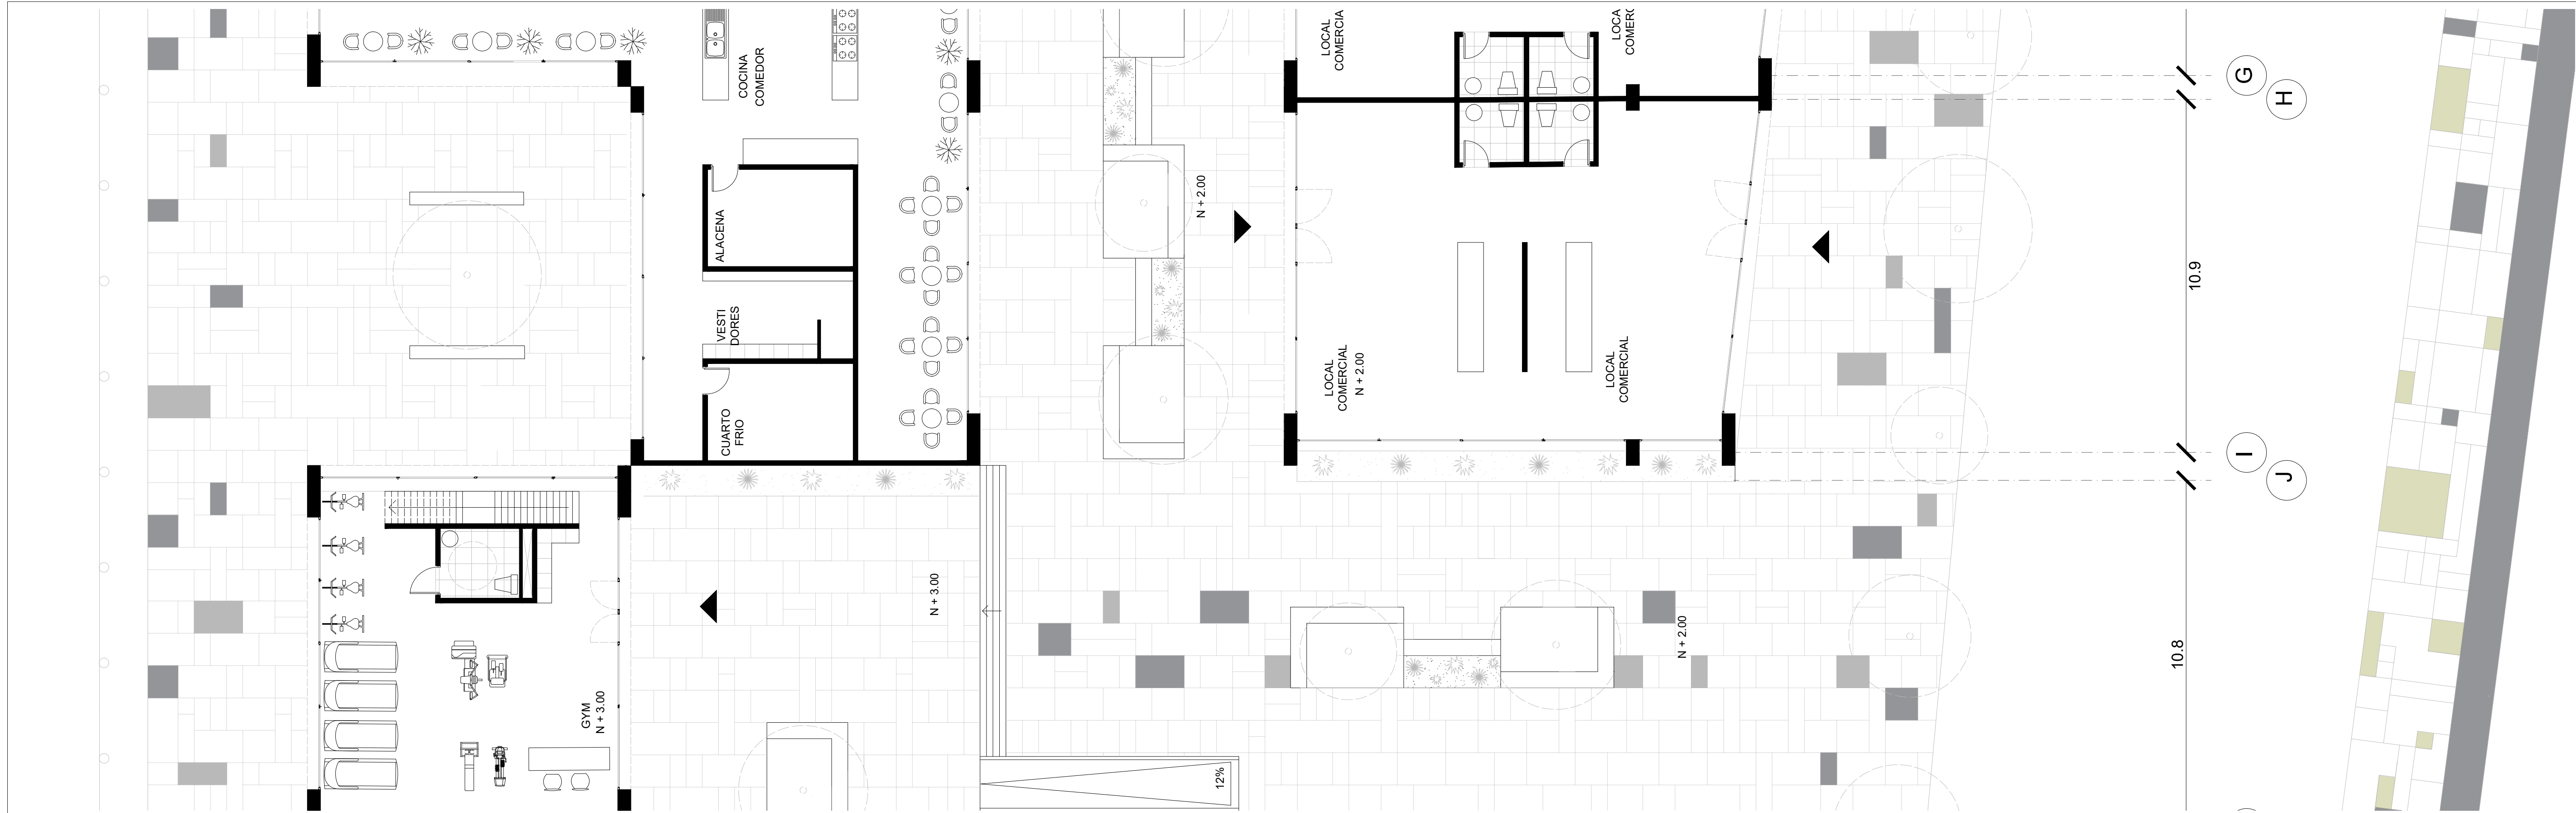 COCINA
COMEDOR
LOCAL
COMERCIA
LOCA
COMERC
G
H
ALACENA
N + 2.00
10.9
VESTI
DORES
LOCAL
COMERCIAL
N + 2.00
LOCAL
COMERCIAL
CUARTO
FRIO
I
J
N + 3.00
N + 2.00
10.8
GYM
N + 3.00
12%